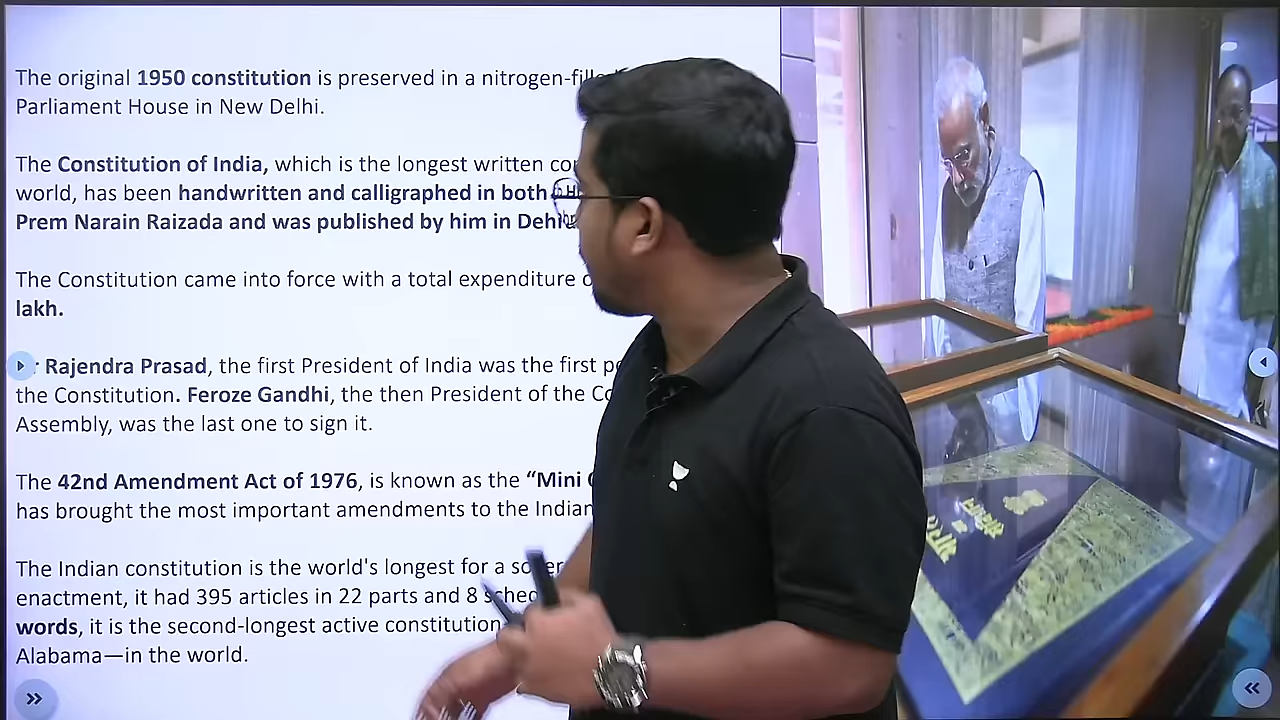 The original 1950 constitution is preserved in a nitrogen-filled
Parliament House in New Delhi.
The Constitution of India, which is the longest written
world, has been handwritten and calligraphed in both
Prem Narain Raizada and was published by him in
The Constitution came into force with a total expenditure
lakh.
Rajendra Prasad, the first President of India was the first
the Constitution. Feroze Gandhi, the then President of the
Assembly, was the last one to sign it.
The 42nd Amendment Act of 1976, is known as the “Mini
has brought the most important amendments to the Indian
The Indian constitution is the world's longest for a
enactment, it had 395 articles in 22 parts and 8
words, it is the second-longest active constitution
Alabama—in the world.